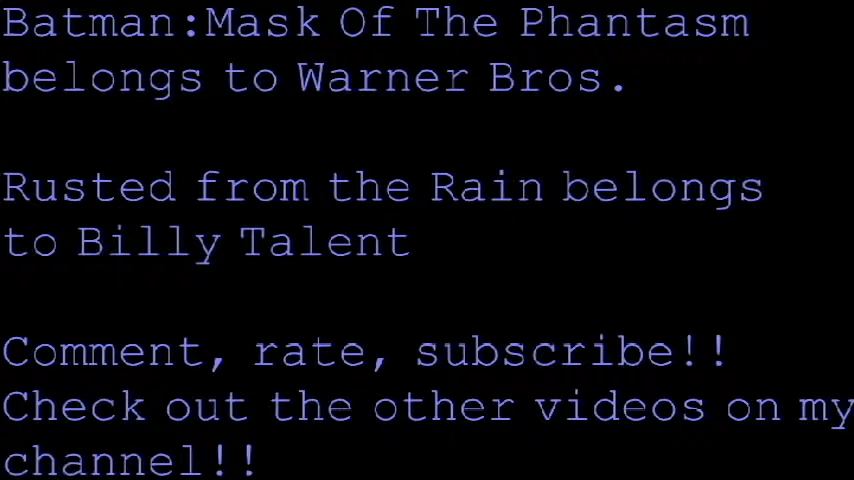 Batman:Mask Of The Phantasm
belongs to Warner Bros.
Rusted from the Rain belongs
to Billy Talent
Comment, rate, subscribe!!
Check out the other videos on my
channel!!